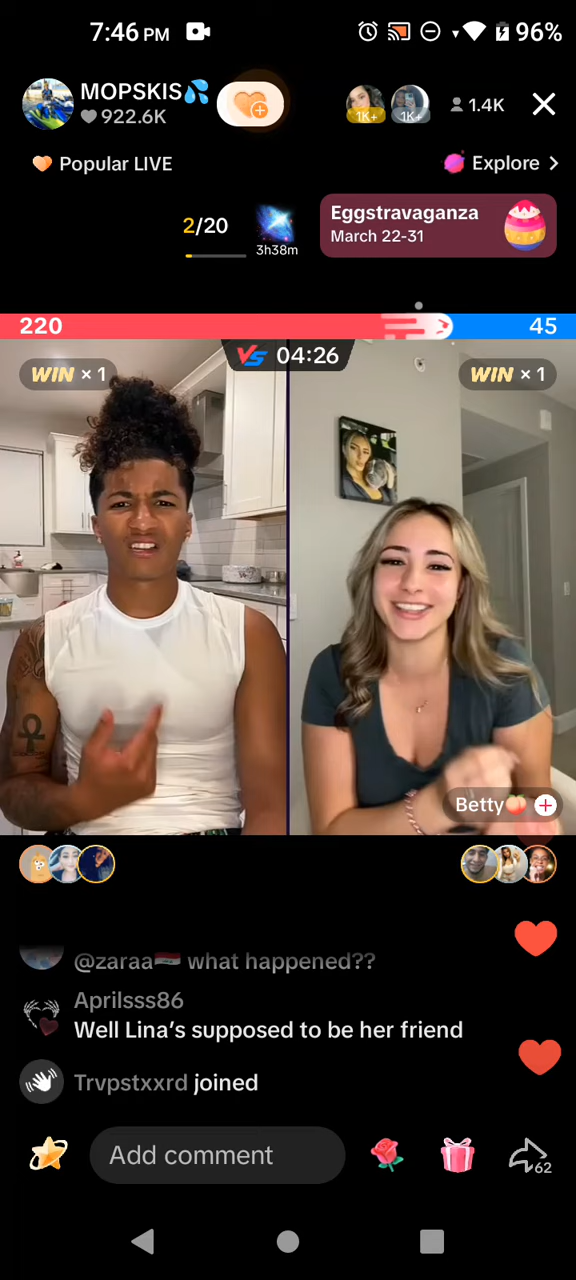 7:46 PM
96%
MOPSKIS💦
922.6K
1K+
1K+
1.4K
Popular LIVE
Explore >
2/20
3h38m
Eggstravaganza
March 22-31
220
45
VS 04:26
WIN × 1
WIN × 1
Betty🍑
@zaraa🇾🇪 what happened??
Aprilsss86
Well Lina's supposed to be her friend
Trvpstxxrd joined
Add comment
62